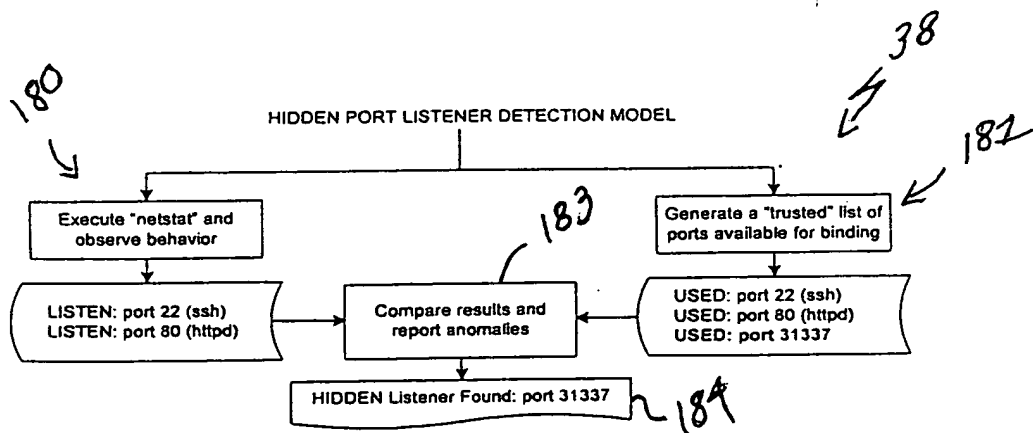 38
180
HIDDEN PORT LISTENER DETECTION MODEL
181
Execute "netstat" and
observe behavior
183
Generate a "trusted" list of
ports available for binding
LISTEN: port 22 (ssh)
LISTEN: port 80 (httpd)
Compare results and
report anomalies
USED: port 22 (ssh)
USED: port 80 (httpd)
USED: port 31337
HIDDEN Listener Found: port 31337
184